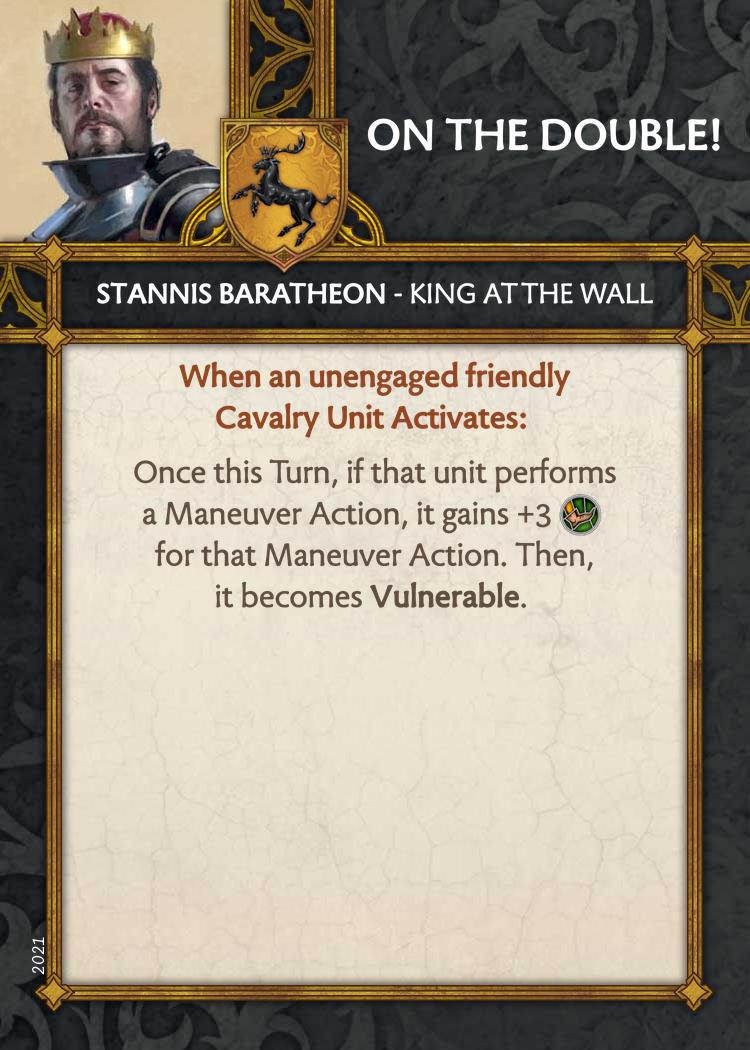 ON THE DOUBLE!
STANNIS BARATHEON - KING AT THE WALL
When an unengaged friendly
Cavalry Unit Activates:
Once this Turn, if that unit performs
a Maneuver Action, it gains +3
for that Maneuver Action. Then,
it becomes Vulnerable.
2021